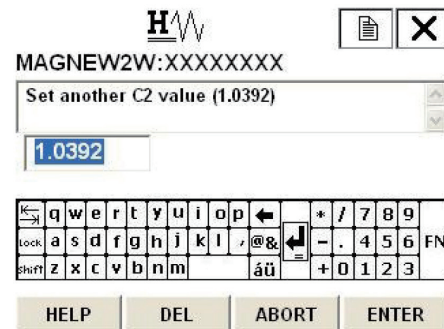 H
MAGNEW2W:XXXXXXXX
Set another C2 value (1.0392)
1.0392
q w e r t y u i o p * / 7 8 9
Lock a s d f g h j k l , @& - . 4 5 6 FN
shift z x c v b n m áü + 0 1 2 3
HELP DEL ABORT ENTER